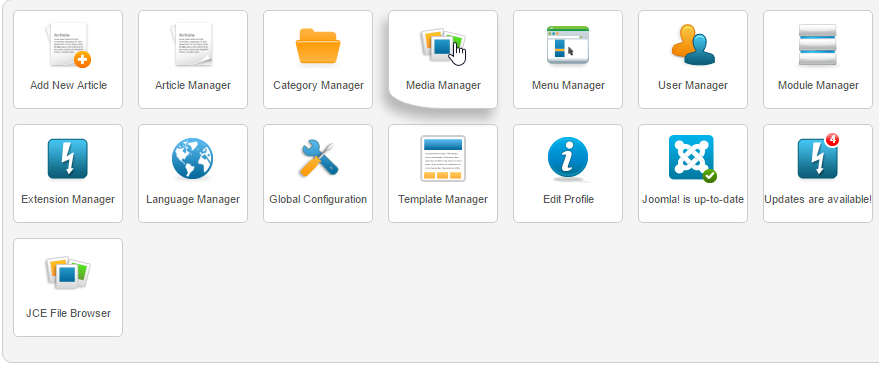 Add New Article
Article Manager
Category Manager
Media Manager
Menu Manager
User Manager
Module Manager
Extension Manager
Language Manager
Global Configuration
Template Manager
Edit Profile
Joomla! is up-to-date
4
Updates are available!
JCE File Browser